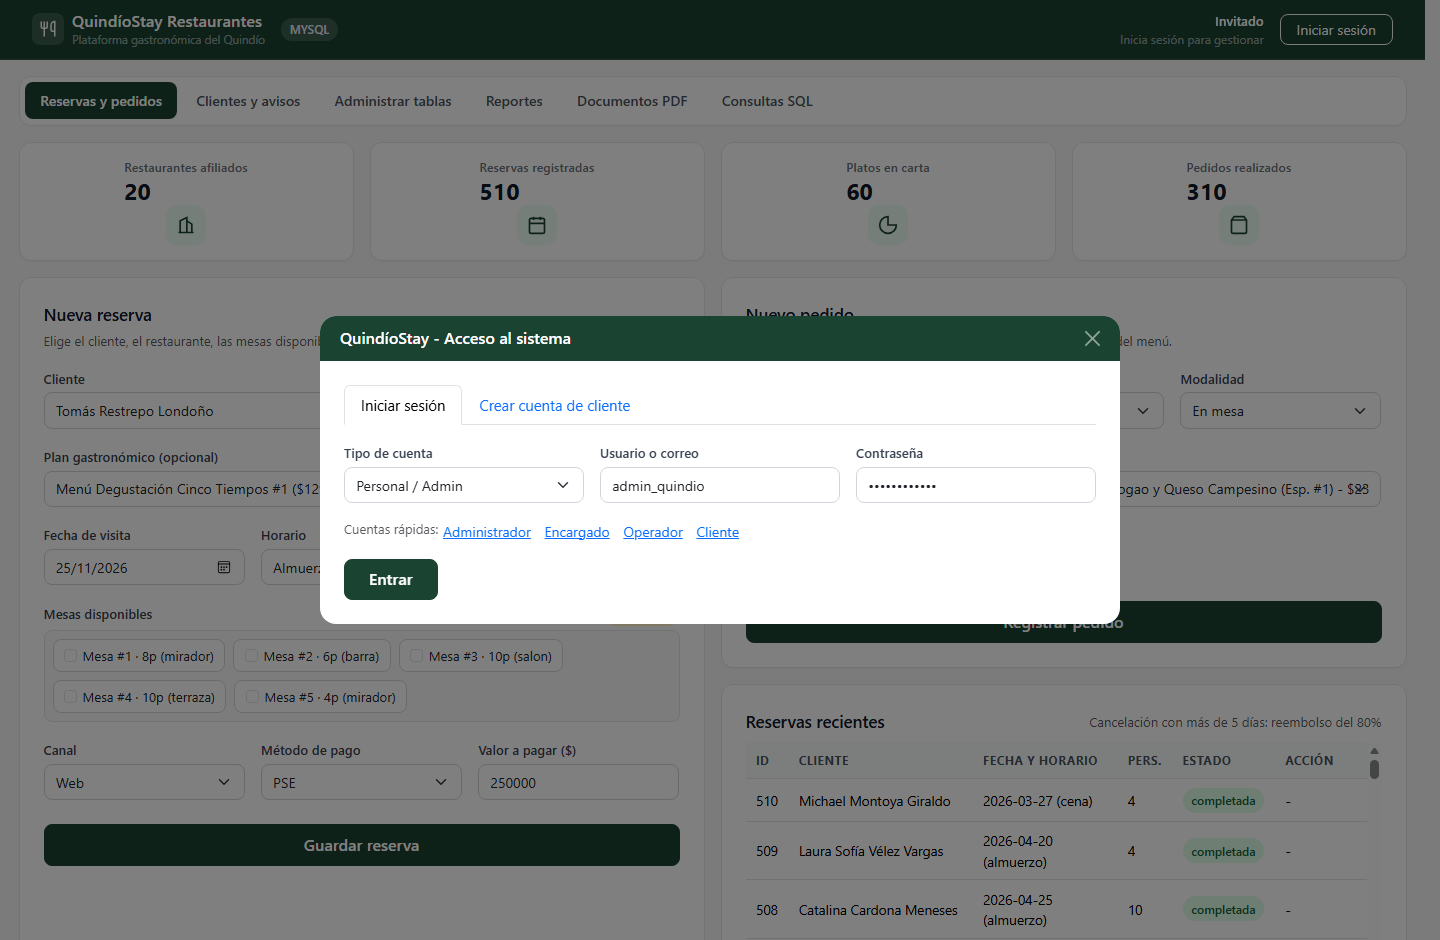 QuindíoStay Restaurantes
Plataforma gastronómica del Quindío
MYSQL
Invitado
Inicia sesión para gestionar
Iniciar sesión
Reservas y pedidos
Clientes y avisos
Administrar tablas
Reportes
Documentos PDF
Consultas SQL
Restaurantes afiliados
20
Reservas registradas
510
Platos en carta
60
Pedidos realizados
310
Nueva reserva
Elige el cliente, el restaurante, las mesas
Cliente
Tomás Restrepo Londoño
Plan gastronómico (opcional)
Menú Degustación Cinco Tiempos #1
Fecha de visita
25/11/2026
Horario
Mesas disponibles
Mesa #1 · 8p (mirador)
Mesa #2 · 6p (barra)
Mesa #3 · 10p (salon)
Mesa #4 · 10p (terraza)
Mesa #5 · 4p (mirador)
Canal
Web
Método de pago
PSE
Valor a pagar ($)
250000
Guardar reserva
QuindíoStay - Acceso al sistema
Iniciar sesión
Crear cuenta de cliente
Tipo de cuenta
Personal / Admin
Usuario o correo
admin_quindio
Contraseña
••••••••••••
Cuentas rápidas: Administrador Encargado Operador Cliente
Entrar
Nuevo pedido
del menú.
Modalidad
En mesa
y Queso Campesino (Esp. #1) -
Registrar pedido
Reservas recientes
Cancelación con más de 5 días: reembolso del 80%
ID CLIENTE FECHA Y HORARIO PERS. ESTADO ACCIÓN
510 Michael Montoya Giraldo 2026-03-27 (cena) 4 completada -
509 Laura Sofía Vélez Vargas 2026-04-20 (almuerzo) 4 completada -
508 Catalina Cardona Meneses 2026-04-25 (almuerzo) 10 completada -